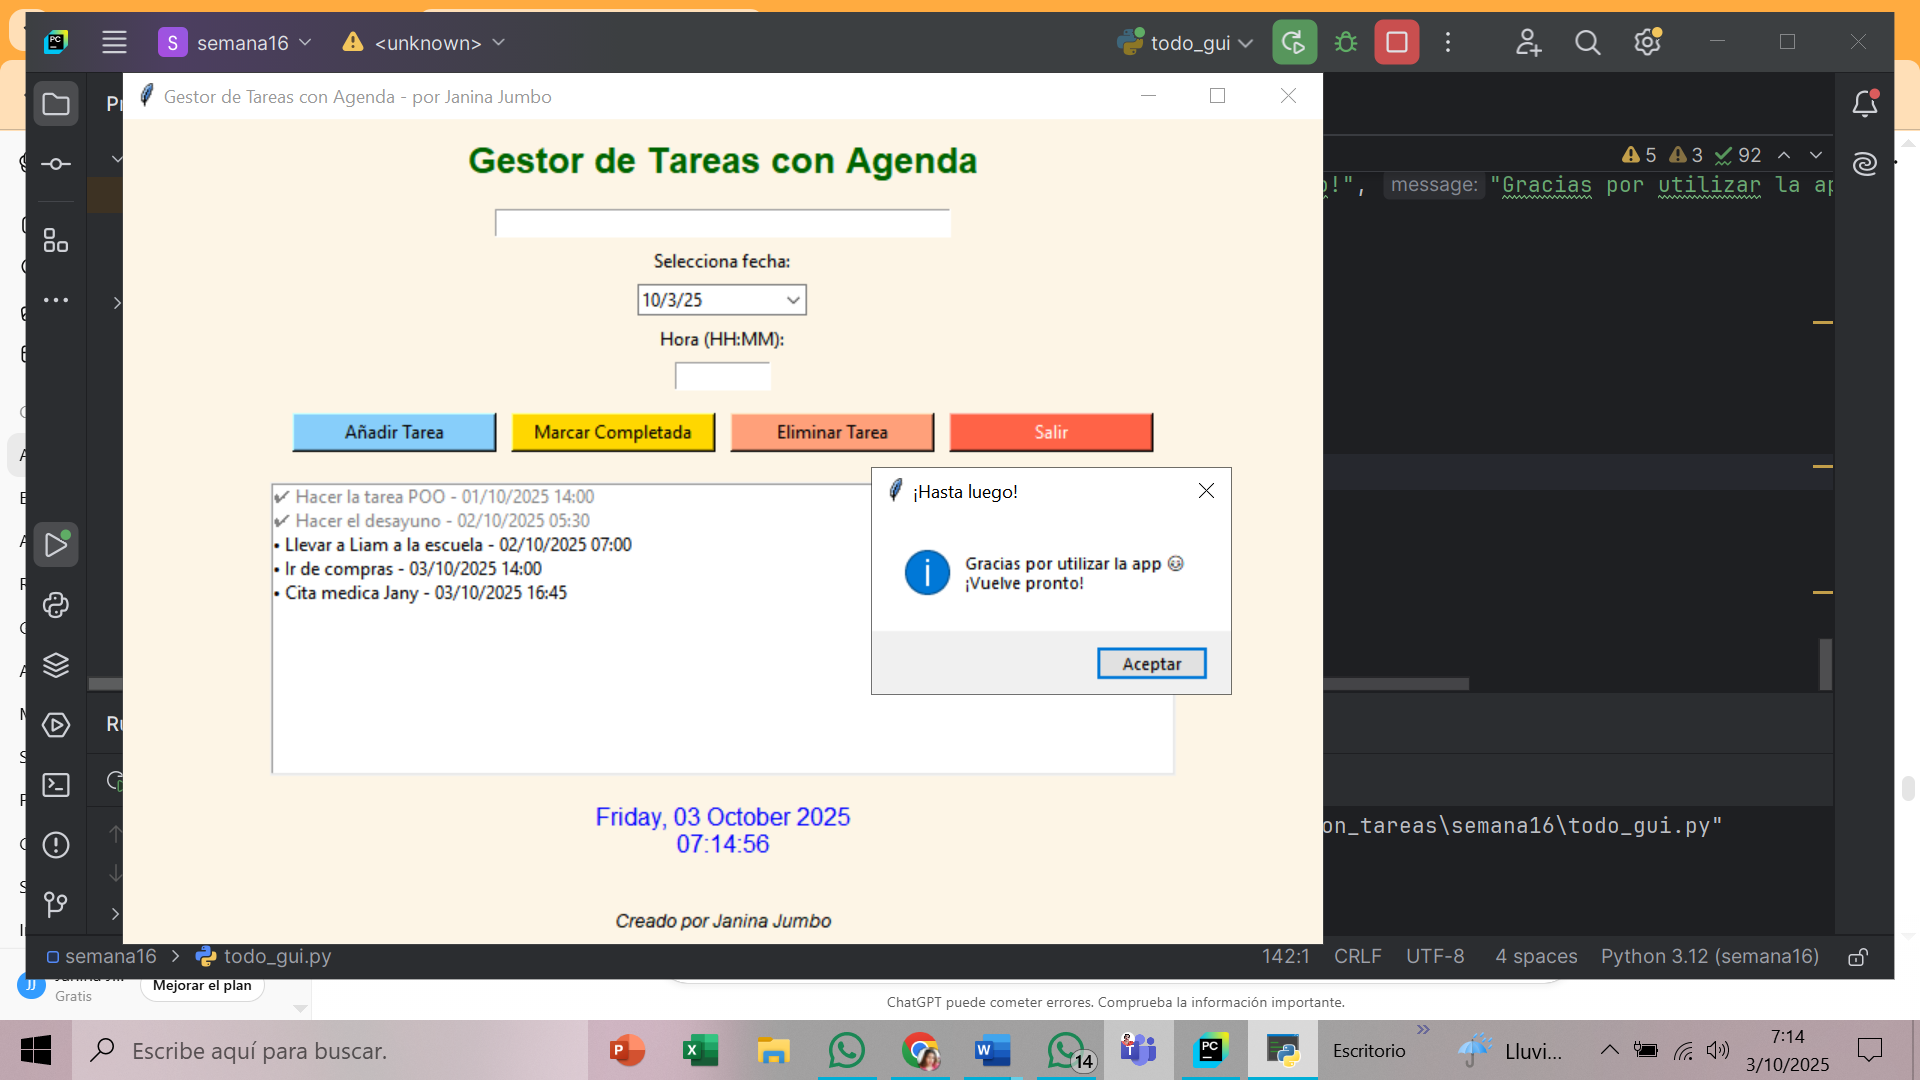 PC
S semana16
<unknown>
todo_gui
Gestor de Tareas con Agenda - por Janina Jumbo
5 3 92
message: "Gracias por utilizar la
Gestor de Tareas con Agenda
Selecciona fecha:
10/3/25
Hora (HH:MM):
Añadir Tarea
Marcar Completada
Eliminar Tarea
Salir
✔ Hacer la tarea POO - 01/10/2025 14:00
✔ Hacer el desayuno - 02/10/2025 05:30
• Llevar a Liam a la escuela - 02/10/2025 07:00
• Ir de compras - 03/10/2025 14:00
• Cita medica Jany - 03/10/2025 16:45
¡Hasta luego!
Gracias por utilizar la app 😊
¡Vuelve pronto!
Aceptar
Friday, 03 October 2025
07:14:56
on_tareas\semana16\todo_gui.py"
Creado por Janina Jumbo
semana16 > todo_gui.py
142:1 CRLF UTF-8 4 spaces Python 3.12 (semana16)
JJ
Gratis
Mejorar el plan
ChatGPT puede cometer errores. Comprueba la información importante.
Escribe aquí para buscar.
14
Escritorio
Lluvi...
7:14
3/10/2025